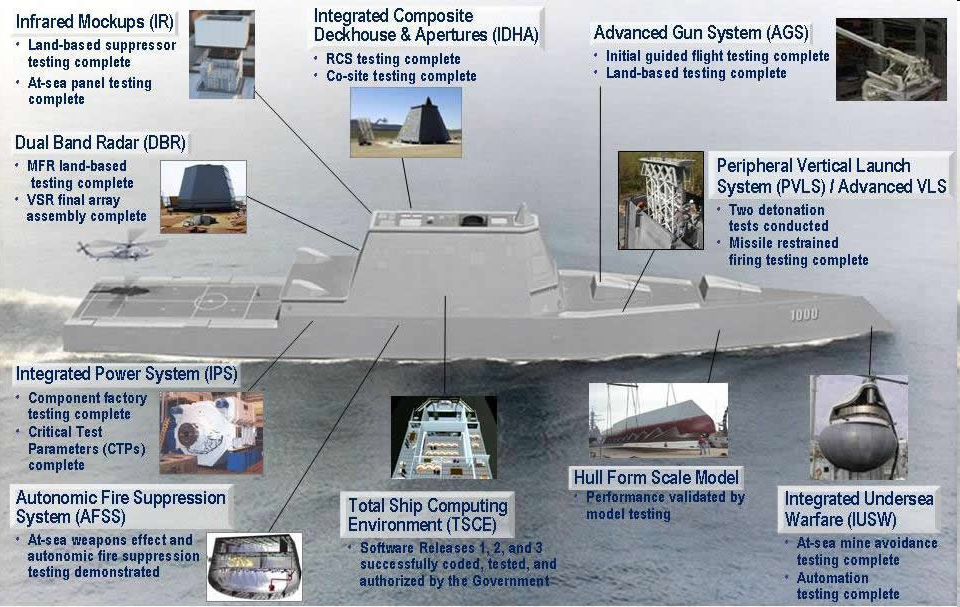 Infrared Mockups (IR)
• Land-based suppressor
testing complete
• At-sea panel testing
complete
Integrated Composite
Deckhouse & Apertures (IDHA)
• RCS testing complete
• Co-site testing complete
Advanced Gun System (AGS)
• Initial guided flight testing complete
• Land-based testing complete
Dual Band Radar (DBR)
• MFR land-based
testing complete
• VSR final array
assembly complete
Peripheral Vertical Launch
System (PVLS) / Advanced VLS
• Two detonation
tests conducted
• Missile restrained
firing testing complete
1000
Integrated Power System (IPS)
• Component factory
testing complete
• Critical Test
Parameters (CTPs)
complete
Autonomic Fire Suppression
System (AFSS)
• At-sea weapons effect and
autonomic fire suppression
testing demonstrated
Total Ship Computing
Environment (TSCE)
• Software Releases 1, 2, and 3
successfully coded, tested, and
authorized by the Government
Hull Form Scale Model
• Performance validated by
model testing
Integrated Undersea
Warfare (IUSW)
• At-sea mine avoidance
testing complete
• Automation
testing complete